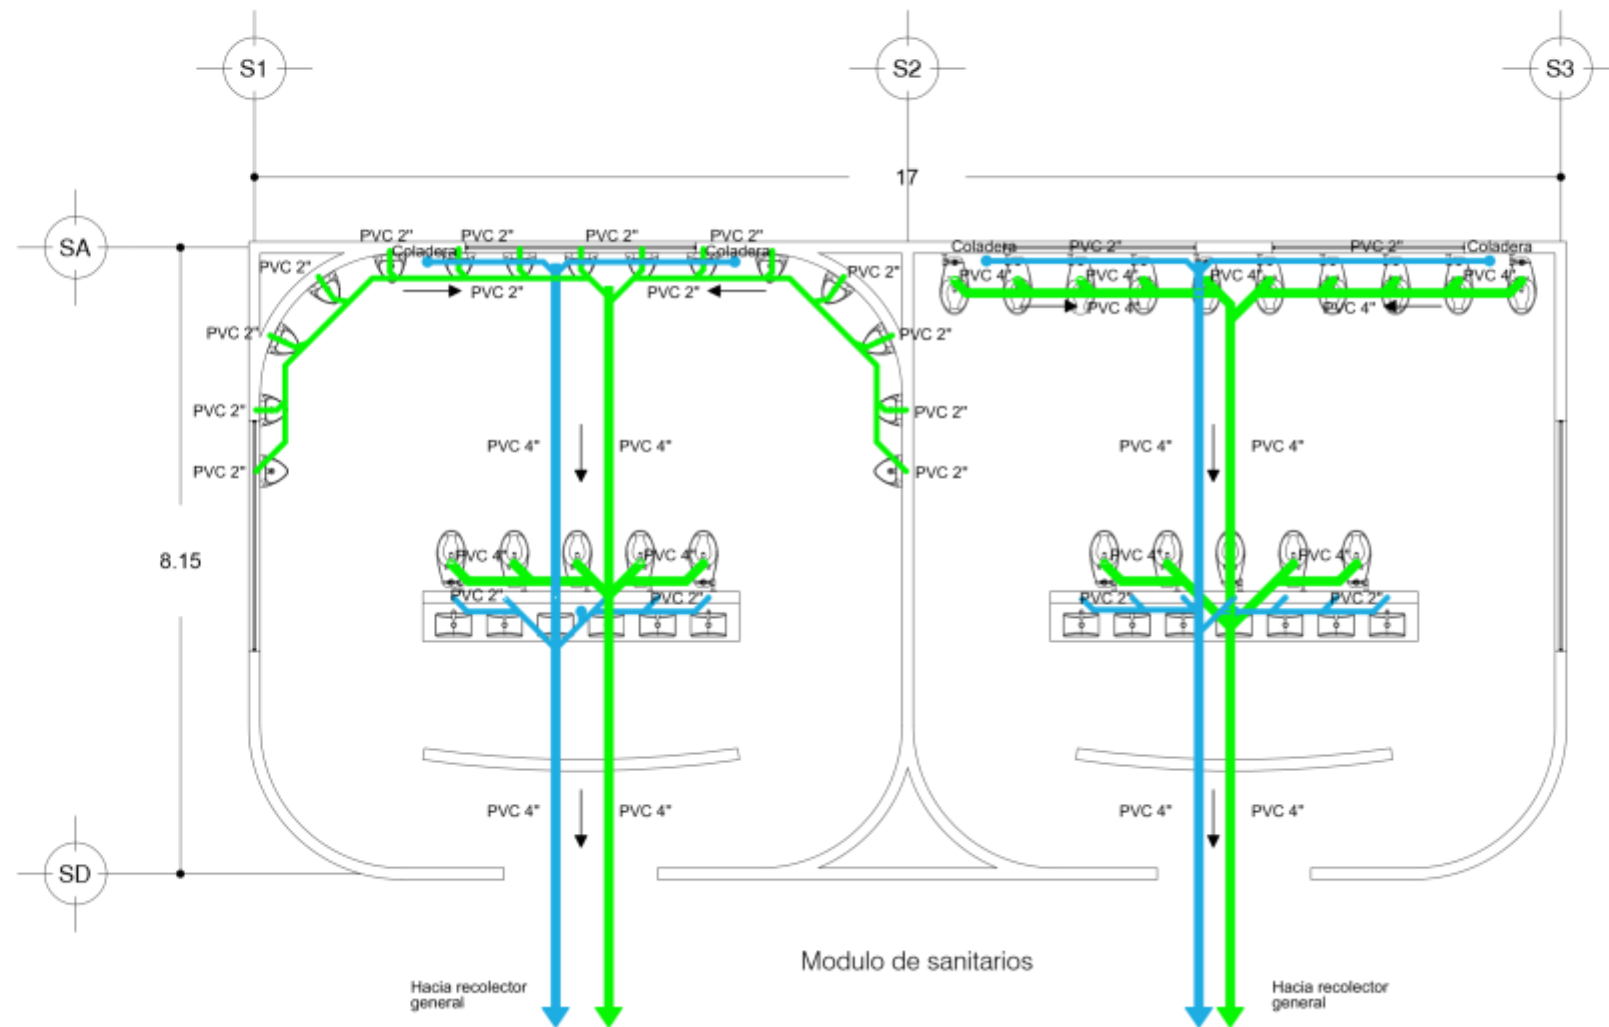 S1
S2
S3
17
SA
PVC 2"
PVC 2"
PVC 2"
PVC 2"
Coladera
Coladera
Coladera
PVC 2"
PVC 2"
Coladera
PVC 2"
PVC 2"
PVC 4"
PVC 4"
PVC 4"
PVC 4"
PVC 2"
PVC 2"
PVC 4"
PVC 4"
PVC 2"
PVC 2"
PVC 2"
PVC 2"
PVC 4"
PVC 4"
PVC 4"
PVC 4"
PVC 2"
PVC 2"
8.15
PVC 4"
PVC 4"
PVC 4"
PVC 4"
PVC 2"
PVC 2"
PVC 2"
PVC 2"
PVC 4"
PVC 4"
PVC 4"
PVC 4"
SD
Modulo de sanitarios
Hacia recolector
general
Hacia recolector
general